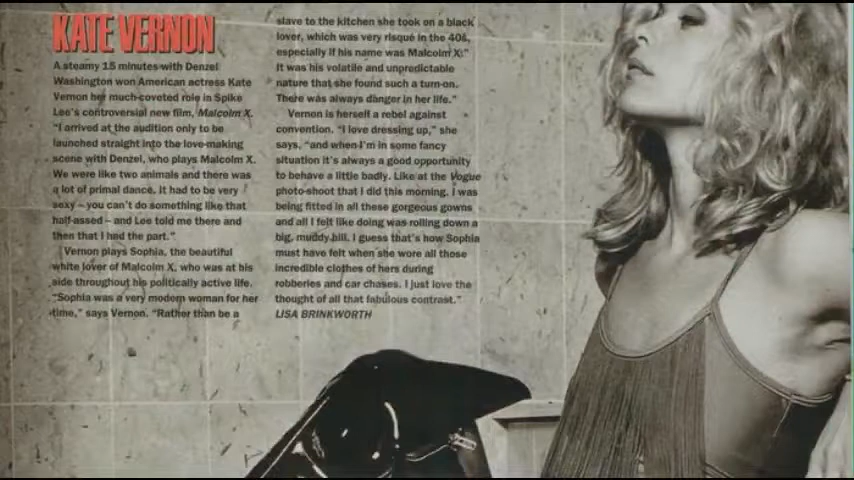 KATE VERNON
A steamy 15 minutes with Denzel
Washington won American actress Kate
Vernon her much-coveted role in Spike
Lee's controversial new film, Malcolm X.
"I arrived at the audition only to be
launched straight into the love-making
scene with Denzel, who plays Malcolm X.
We were like two animals and there was
a lot of primal dance. It had to be very
sexy – you can't do something like that
half-assed – and Lee told me there and
then that I had the part."
Vernon plays Sophia, the beautiful
white lover of Malcolm X, who was at his
side throughout his politically active life.
"Sophia was a very modern woman for her
time," says Vernon. "Rather than be a
slave to the kitchen she took on a black
lover, which was very risqué in the 40s,
especially if his name was Malcolm X."
It was his volatile and unpredictable
nature that she found such a turn-on.
There was always danger in her life."
Vernon is herself a rebel against
convention. "I love dressing up," she
says, "and when I'm in some fancy
situation it's always a good opportunity
to behave a little badly. Like at the Vogue
photo-shoot that I did this morning, I was
being fitted in all these gorgeous gowns
and all I felt like doing was rolling down a
big, muddy hill. I guess that's how Sophia
must have felt when she wore all those
incredible clothes of hers during
robberies and car chases. I just love the
thought of all that fabulous contrast."
LISA BRINKWORTH